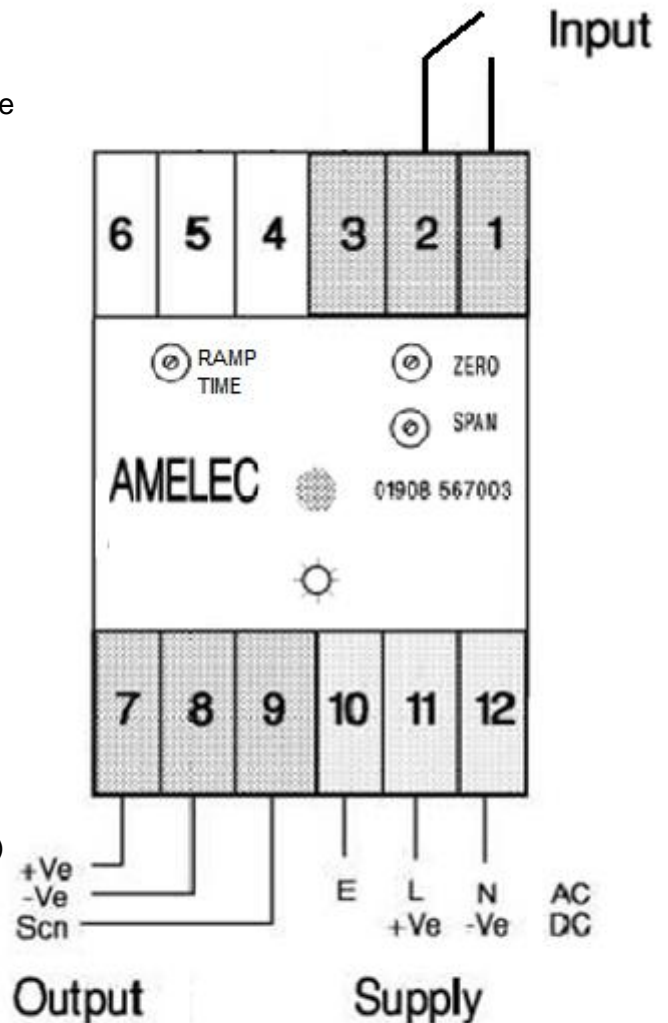 Input
e
6 5 4 3 2 1
RAMP ZERO
TIME
SPAN
AMELEC 01908 567003
7 8 9 10 11 12
)
+Ve
-Ve
Scn
E L N AC
+Ve -Ve DC
Output Supply